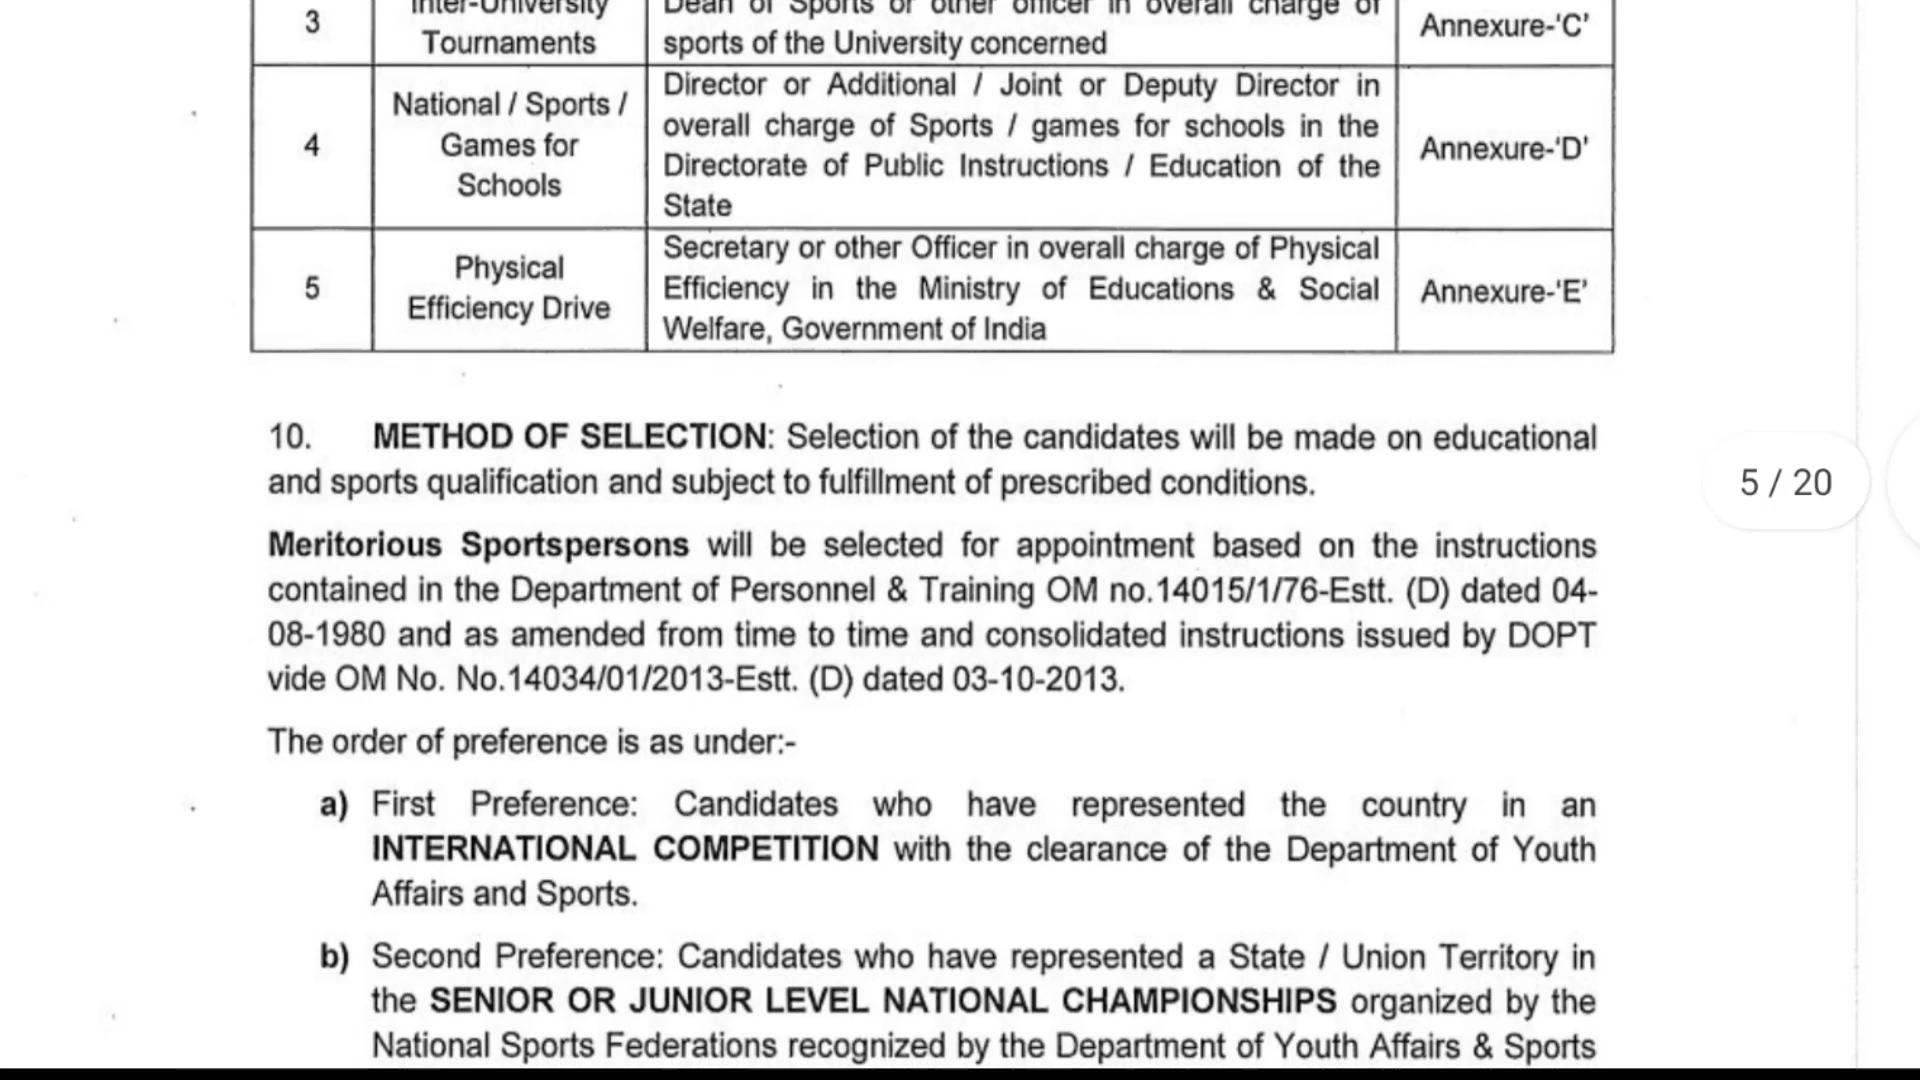 3
Inter-University
Tournaments
Dean of Sports or other officer in overall charge of
sports of the University concerned
Annexure-'C'
4
National / Sports /
Games for
Schools
Director or Additional / Joint or Deputy Director in
overall charge of Sports / games for schools in the
Directorate of Public Instructions / Education of the
State
Annexure-'D'
5
Physical
Efficiency Drive
Secretary or other Officer in overall charge of Physical
Efficiency in the Ministry of Educations & Social
Welfare, Government of India
Annexure-'E'
10. METHOD OF SELECTION: Selection of the candidates will be made on educational
and sports qualification and subject to fulfillment of prescribed conditions.
Meritorious Sportspersons will be selected for appointment based on the instructions
contained in the Department of Personnel & Training OM no.14015/1/76-Estt. (D) dated 04-
08-1980 and as amended from time to time and consolidated instructions issued by DOPT
vide OM No. No.14034/01/2013-Estt. (D) dated 03-10-2013.
The order of preference is as under:-
a) First Preference: Candidates who have represented the country in an
INTERNATIONAL COMPETITION with the clearance of the Department of Youth
Affairs and Sports.
b) Second Preference: Candidates who have represented a State / Union Territory in
the SENIOR OR JUNIOR LEVEL NATIONAL CHAMPIONSHIPS organized by the
National Sports Federations recognized by the Department of Youth Affairs & Sports
5 / 20